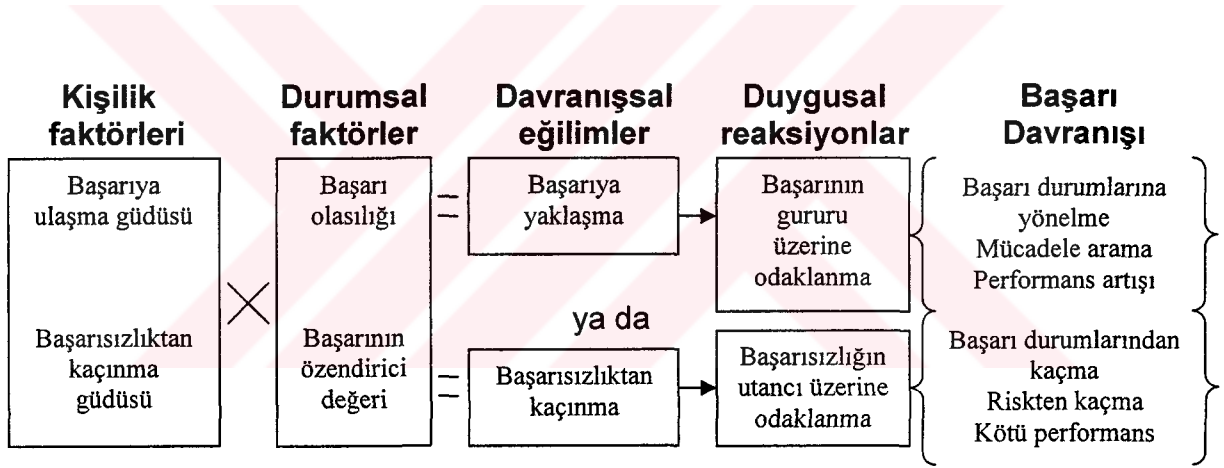 Kişilik
faktörleri
Başarıya
ulaşma güdüsü
Başarısızlıktan
kaçınma
güdüsü
Durumsal
faktörler
Başarı
olasılığı
Başarının
özendirici
değeri
Davranışsal
eğilimler
Başarıya
yaklaşma
ya da
Başarısızlıktan
kaçınma
Duygusal
reaksiyonlar
Başarının
gururu
üzerine
odaklanma
Başarısızlığın
utancı üzerine
odaklanma
Başarı
Davranışı
Başarı durumlarına
yönelme
Mücadele arama
Performans artışı
Başarı durumlarından
kaçma
Riskten kaçma
Kötü performans